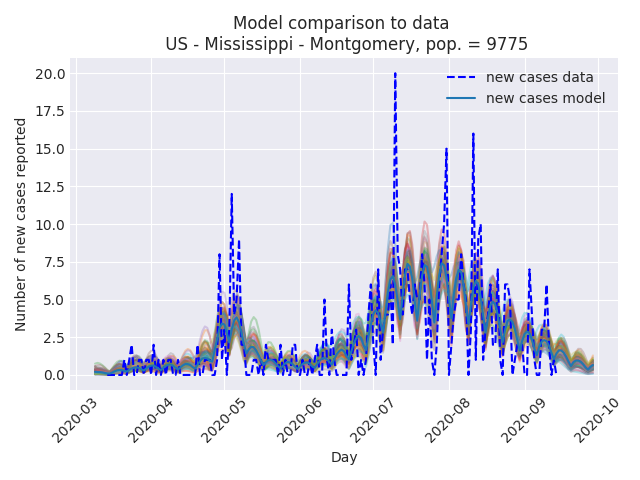 Model comparison to data
US - Mississippi - Montgomery, pop. = 9775
new cases data
new cases model
Number of new cases reported
20.0
17.5
15.0
12.5
10.0
7.5
5.0
2.5
0.0
2020-03
2020-04
2020-05
2020-06
2020-07
2020-08
2020-09
2020-10
Day